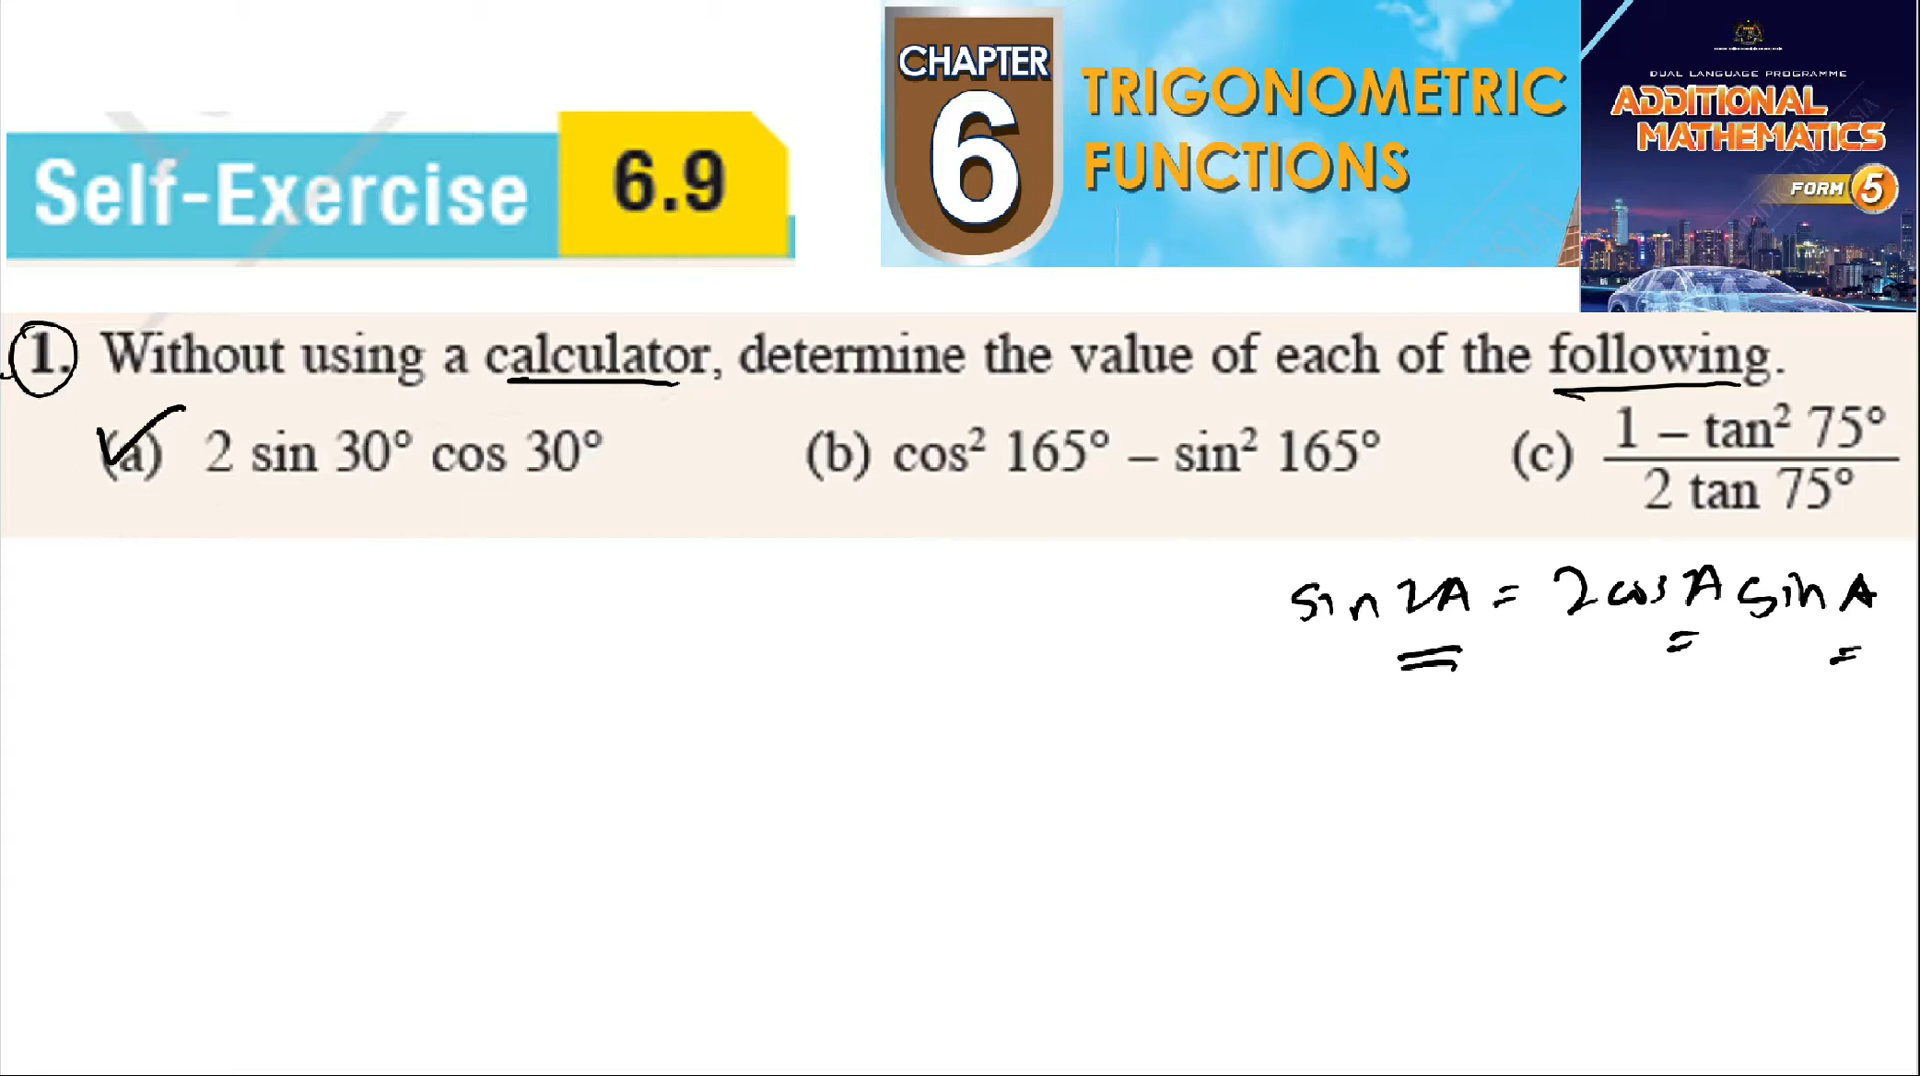 CHAPTER
6
TRIGONOMETRIC
FUNCTIONS
DUAL LANGUAGE PROGRAMME
ADDITIONAL
MATHEMATICS
FORM 5
Self-Exercise 6.9
1. Without using a calculator, determine the value of each of the following.
(a) 2 sin 30° cos 30° (b) cos² 165° – sin² 165° (c) 1 – tan² 75° / 2 tan 75°
sin 2A = 2 cos A sin A